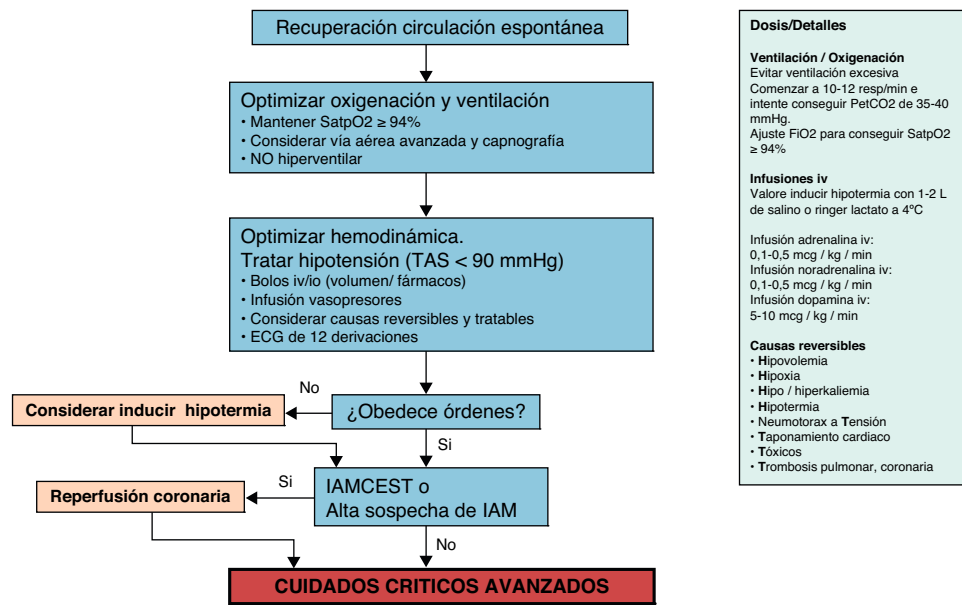 Recuperación circulación espontánea
Optimizar oxigenación y ventilación
• Mantener SatpO2 ≥ 94%
• Considerar vía aérea avanzada y capnografía
• NO hiperventilar
Optimizar hemodinámica.
Tratar hipotensión (TAS < 90 mmHg)
• Bolos iv/io (volumen/ fármacos)
• Infusión vasopresores
• Considerar causas reversibles y tratables
• ECG de 12 derivaciones
No
Considerar inducir hipotermia
¿Obedece órdenes?
Si
Si
Reperfusión coronaria
IAMCEST o
Alta sospecha de IAM
No
CUIDADOS CRITICOS AVANZADOS
Dosis/Detalles
Ventilación / Oxigenación
Evitar ventilación excesiva
Comenzar a 10-12 resp/min e
intente conseguir PetCO2 de 35-40
mmHg.
Ajuste FiO2 para conseguir SatpO2
≥ 94%
Infusiones iv
Valore inducir hipotermia con 1-2 L
de salino o ringer lactato a 4ºC
Infusión adrenalina iv:
0,1-0,5 mcg / kg / min
Infusión noradrenalina iv:
0,1-0,5 mcg / kg / min
Infusión dopamina iv:
5-10 mcg / kg / min
Causas reversibles
• Hipovolemia
• Hipoxia
• Hipo / hiperkaliemia
• Hipotermia
• Neumotorax a Tensión
• Taponamiento cardiaco
• Tóxicos
• Trombosis pulmonar, coronaria